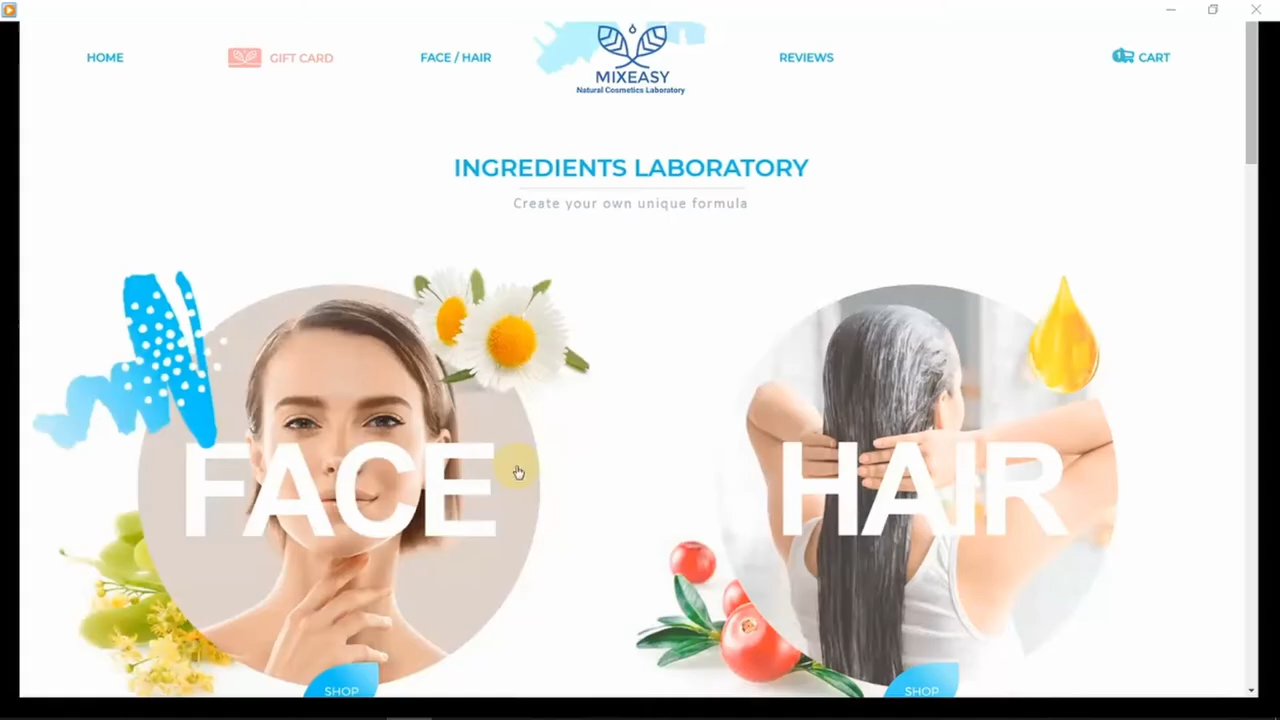 HOME
GIFT CARD
FACE / HAIR
MIXEASY
Natural Cosmetics Laboratory
REVIEWS
1
CART
INGREDIENTS LABORATORY
Create your own unique formula
FACE
HAIR
SHOP
SHOP